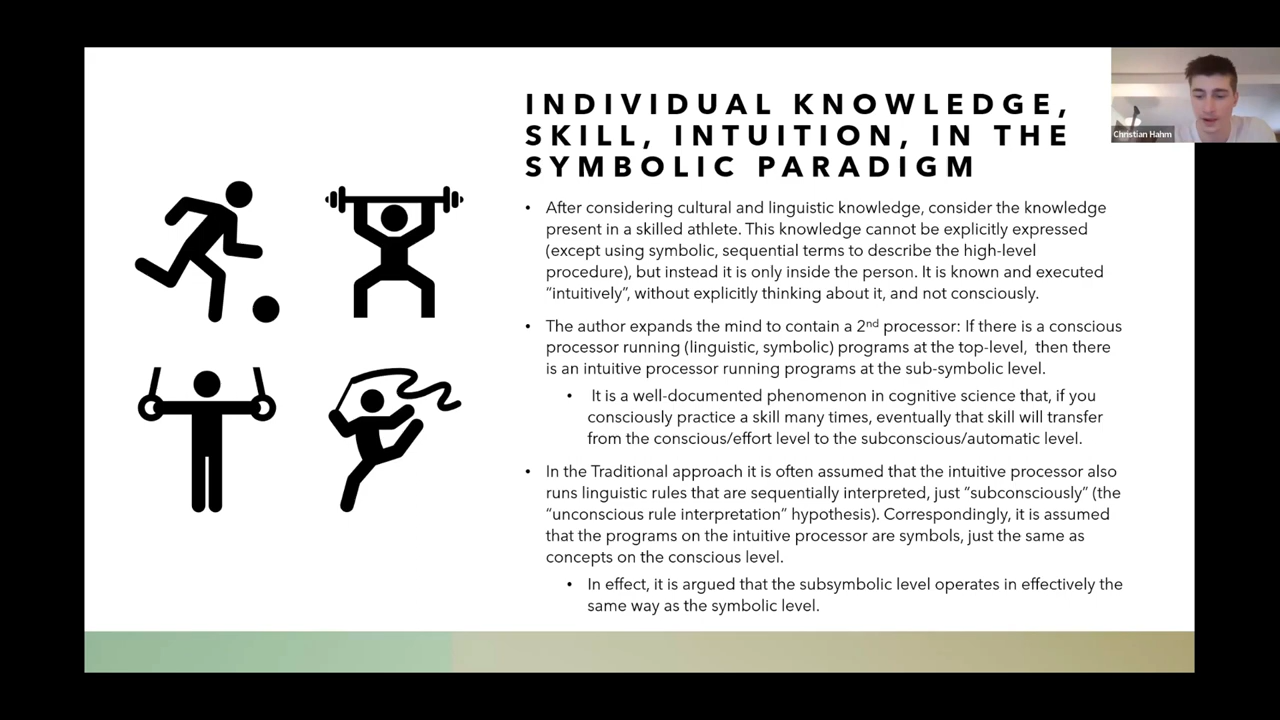 INDIVIDUAL KNOWLEDGE,
SKILL, INTUITION, IN THE
SYMBOLIC PARADIGM
Christian Hahm
• After considering cultural and linguistic knowledge, consider the knowledge
present in a skilled athlete. This knowledge cannot be explicitly expressed
(except using symbolic, sequential terms to describe the high-level
procedure), but instead it is only inside the person. It is known and executed
“intuitively”, without explicitly thinking about it, and not consciously.
• The author expands the mind to contain a 2nd processor: If there is a conscious
processor running (linguistic, symbolic) programs at the top-level, then there
is an intuitive processor running programs at the sub-symbolic level.
• It is a well-documented phenomenon in cognitive science that, if you
consciously practice a skill many times, eventually that skill will transfer
from the conscious/effort level to the subconscious/automatic level.
• In the Traditional approach it is often assumed that the intuitive processor also
runs linguistic rules that are sequentially interpreted, just “subconsciously” (the
“unconscious rule interpretation” hypothesis). Correspondingly, it is assumed
that the programs on the intuitive processor are symbols, just the same as
concepts on the conscious level.
• In effect, it is argued that the subsymbolic level operates in effectively the
same way as the symbolic level.